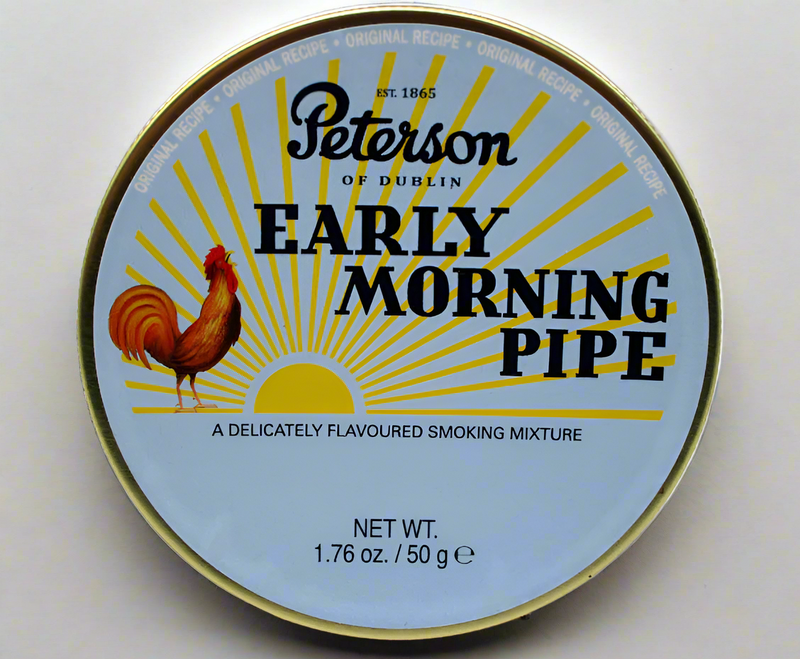 ORIGINAL RECIPE • ORIGINAL RECIPE • ORIGINAL RECIPE • ORIGINAL RECIPE • ORIGINAL RECIPE
EST. 1865
Peterson
OF DUBLIN
EARLY
MORNING
PIPE
A DELICATELY FLAVOURED SMOKING MIXTURE
NET WT.
1.76 oz. / 50 g ℮